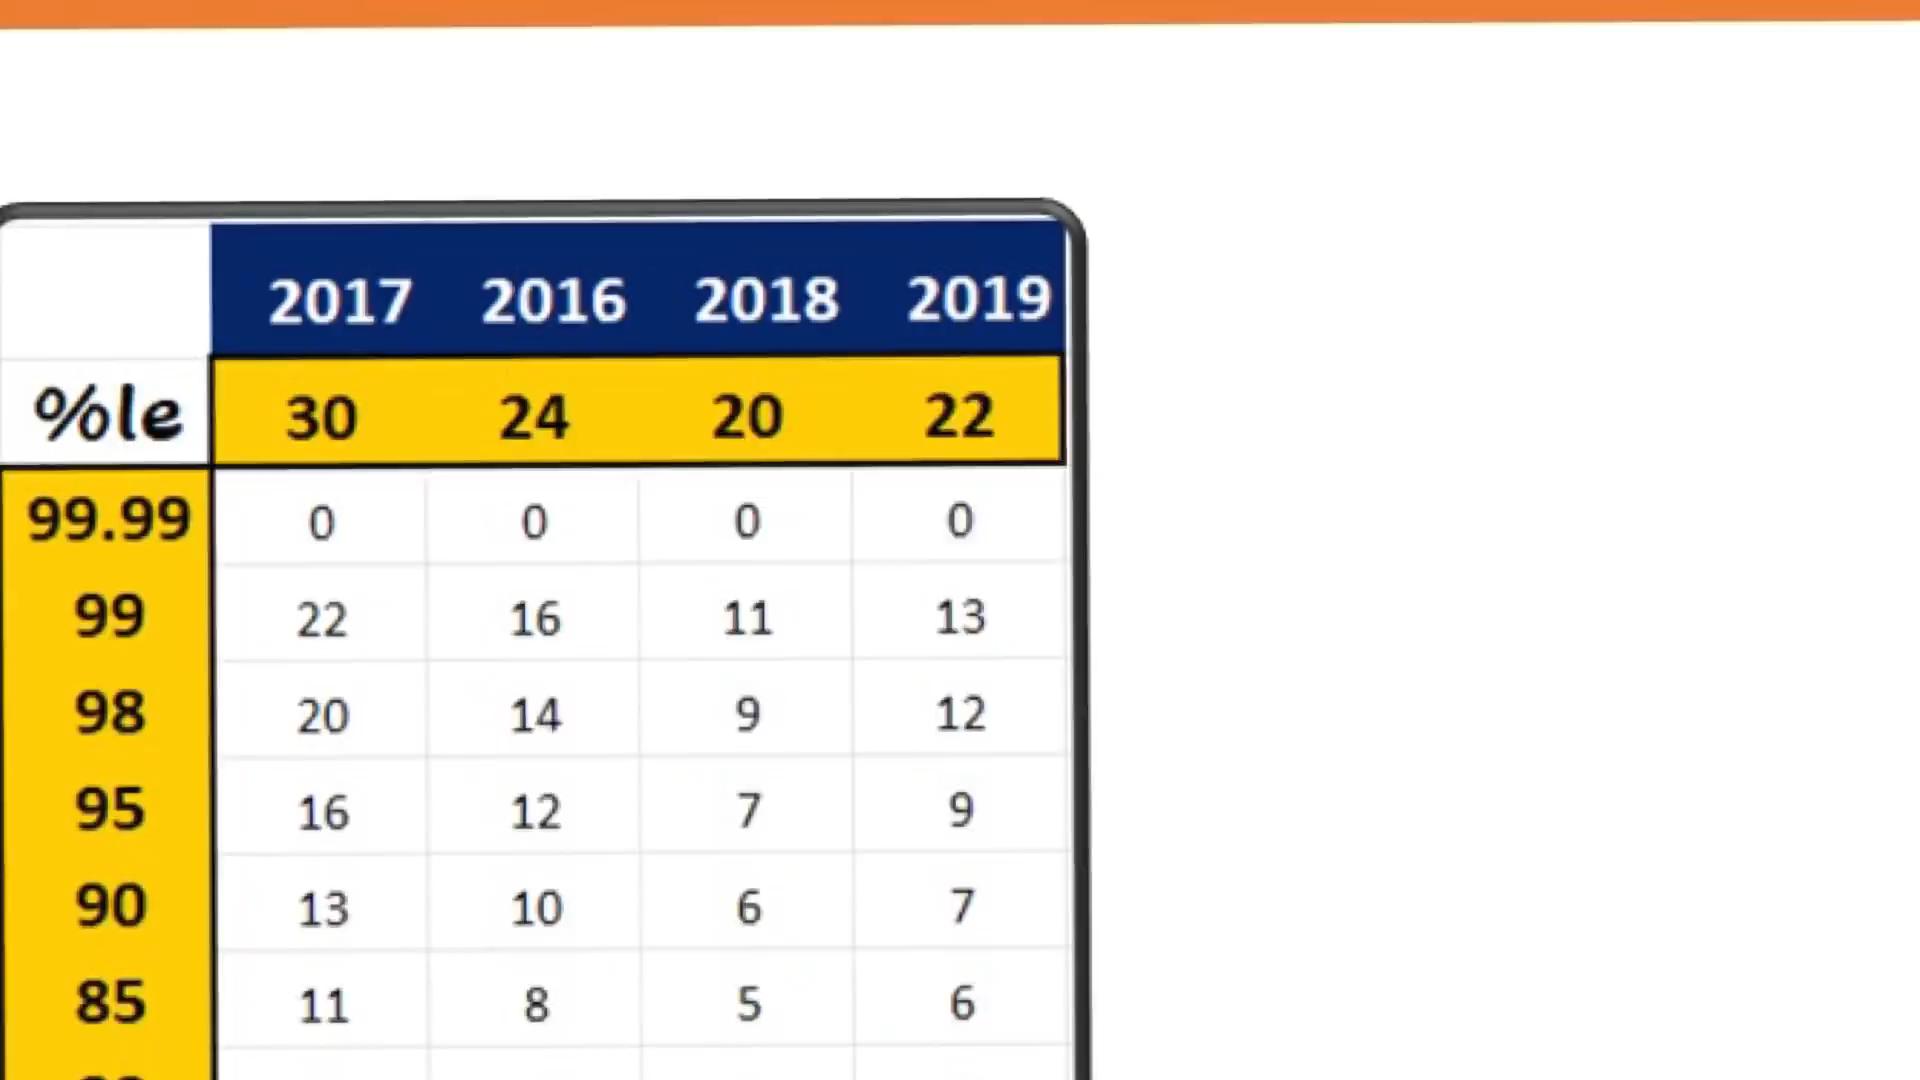 2017 2016 2018 2019
%le 30 24 20 22
99.99 0 0 0 0
99 22 16 11 13
98 20 14 9 12
95 16 12 7 9
90 13 10 6 7
85 11 8 5 6